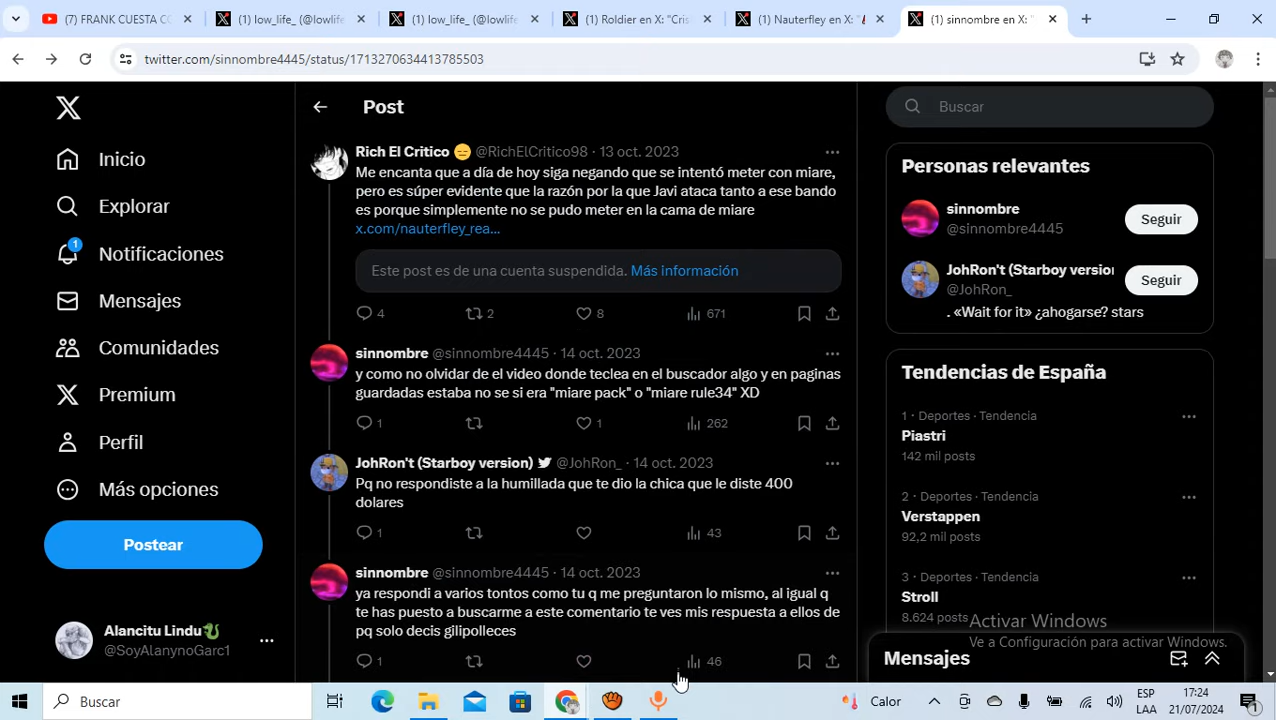 (7) FRANK CUESTA CO
(1) low_life_ (@lowlife
(1) low_life_ (@lowlife
(1) Roldier en X: "Cris
(1) Nauterfley en X: "
(1) sinnombre en X: "
twitter.com/sinnombre4445/status/1713270634413785503
Post
Buscar
Rich El Critico 😑 @RichElCritico98 · 13 oct. 2023
Me encanta que a día de hoy siga negando que se intentó meter con miare,
pero es súper evidente que la razón por la que Javi ataca tanto a ese bando
es porque simplemente no se pudo meter en la cama de miare
x.com/nauterfley_rea...
Este post es de una cuenta suspendida. Más información
4 2 8 671
sinnombre @sinnombre4445 · 14 oct. 2023
y como no olvidar de el video donde teclea en el buscador algo y en paginas
guardadas estaba no se si era "miare pack" o "miare rule34" XD
1 1 262
JohRon't (Starboy version) @JohRon_ · 14 oct. 2023
Pq no respondiste a la humillada que te dio la chica que le diste 400
dolares
1 43
sinnombre @sinnombre4445 · 14 oct. 2023
ya respondi a varios tontos como tu q me preguntaron lo mismo, al igual q
te has puesto a buscarme a este comentario te ves mis respuesta a ellos de
pq solo decis gilipolleces
1 46
Inicio
Explorar
1
Notificaciones
Mensajes
Comunidades
Premium
Perfil
Más opciones
Postear
Alancitu Lindu🐉
@SoyAlanynoGarc1
Personas relevantes
sinnombre
@sinnombre4445
Seguir
JohRon't (Starboy version
@JohRon_
Seguir
. «Wait for it» ¿ahogarse? stars
Tendencias de España
1 · Deportes · Tendencia
Piastri
142 mil posts
2 · Deportes · Tendencia
Verstappen
92,2 mil posts
3 · Deportes · Tendencia
Stroll
8.624 posts
Activar Windows
Ve a Configuración para activar Windows.
Mensajes
Buscar
Calor
ESP
LAA
17:24
21/07/2024
1